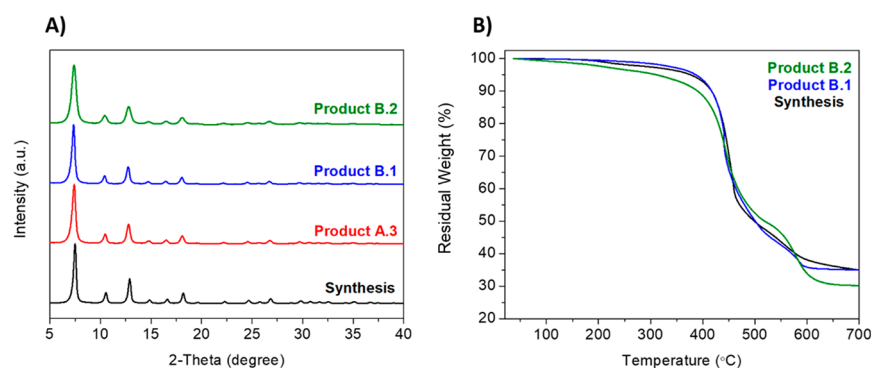 A)
Product B.2
Product B.1
Product A.3
Synthesis
Intensity (a.u.)
5 10 15 20 25 30 35 40
2-Theta (degree)
B)
Product B.2
Product B.1
Synthesis
Residual Weight (%)
100
90
80
70
60
50
40
30
20
100 200 300 400 500 600 700
Temperature (°C)